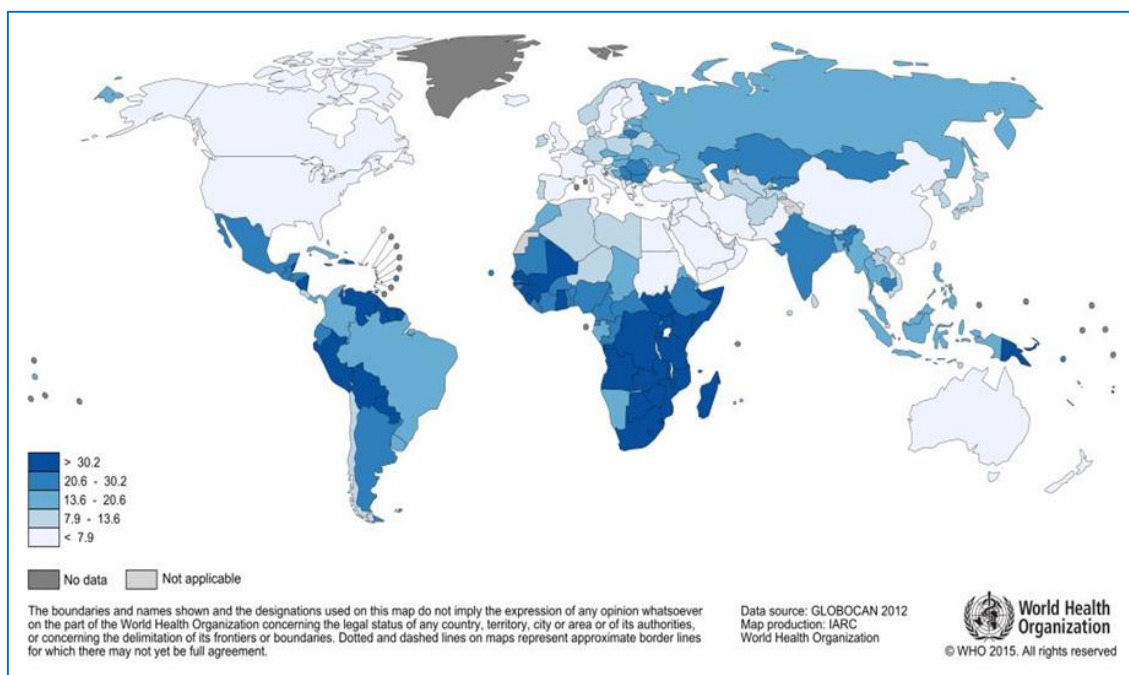 > 30.2
20.6 - 30.2
13.6 - 20.6
7.9 - 13.6
< 7.9
No data
Not applicable
The boundaries and names shown and the designations used on this map do not imply the expression of any opinion whatsoever
on the part of the World Health Organization concerning the legal status of any country, territory, city or area or of its authorities,
or concerning the delimitation of its frontiers or boundaries. Dotted and dashed lines on maps represent approximate border lines
for which there may not yet be full agreement.
Data source: GLOBOCAN 2012
Map production: IARC
World Health Organization
World Health
Organization
© WHO 2015. All rights reserved